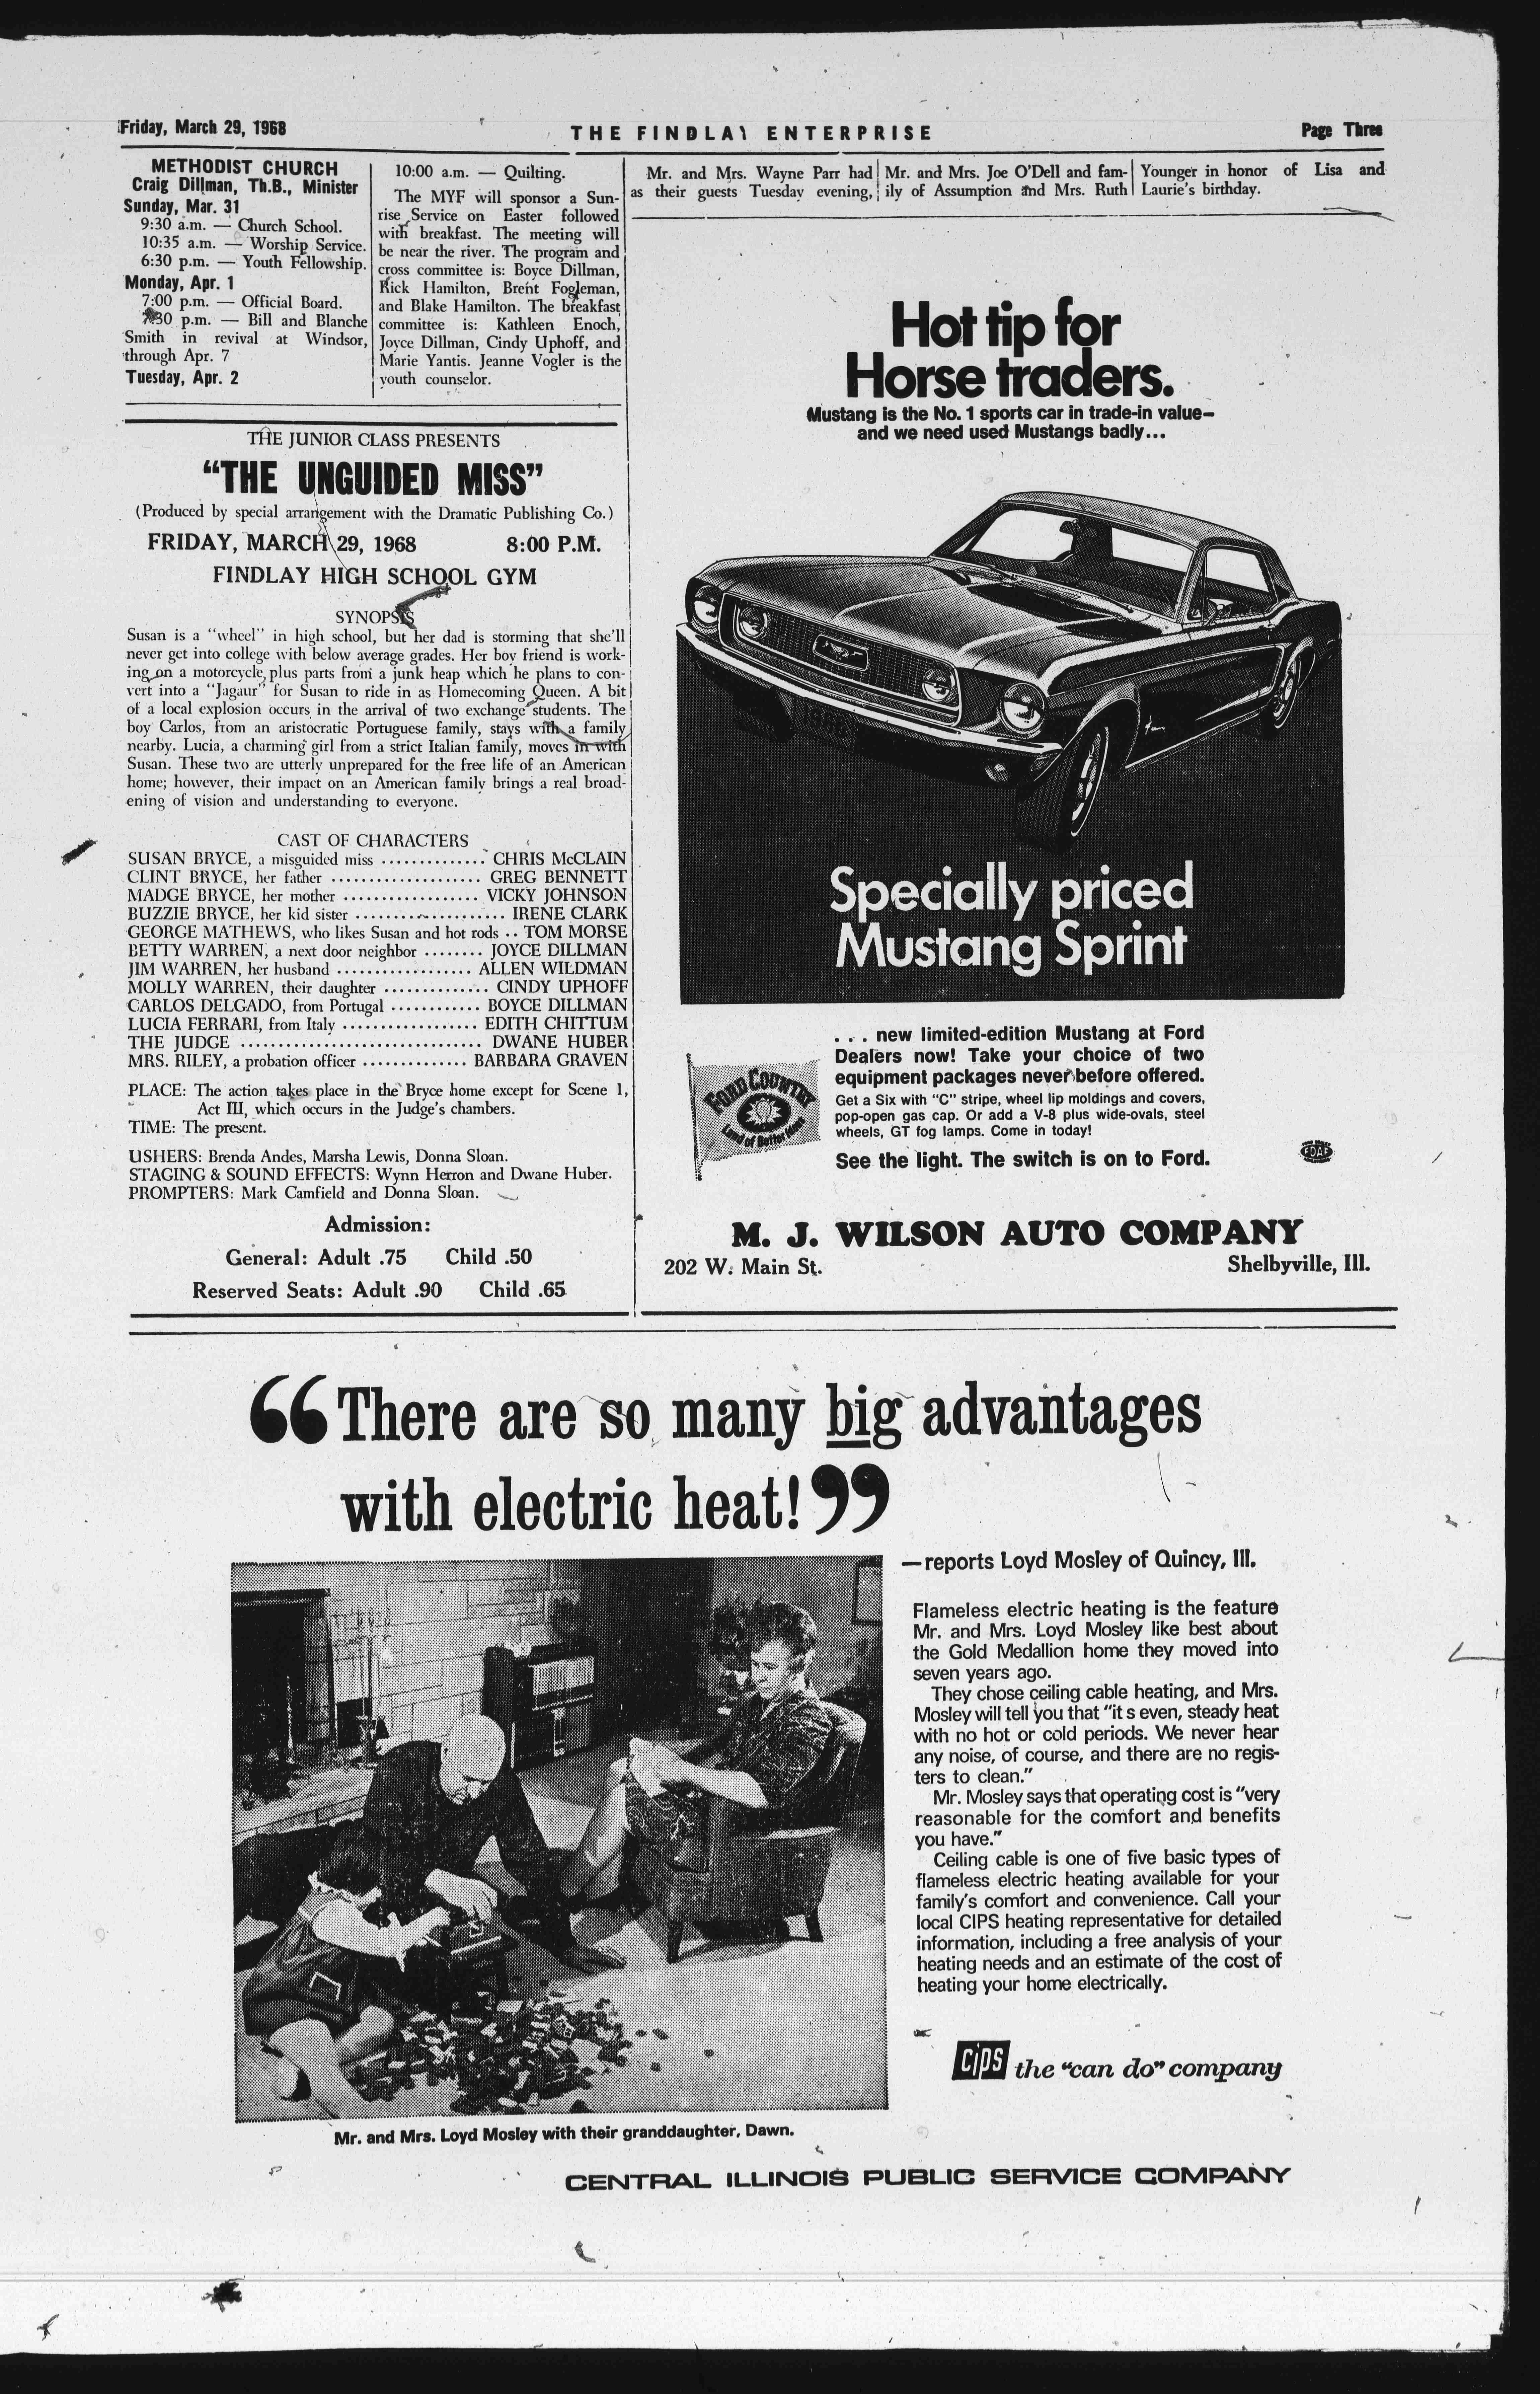 Friday, March 29, 1968
THE FINDLAY ENTERPRISE
Page Three
METHODIST CHURCH
Craig Dillman, Th.B., Minister
Sunday, Mar. 31
9:30 a.m. — Church School.
10:35 a.m. — Worship Service.
6:30 p.m. — Youth Fellowship.
Monday, Apr. 1
7:00 p.m. — Official Board.
7:30 p.m. — Bill and Blanche
Smith in revival at Windsor,
through Apr. 7
Tuesday, Apr. 2
10:00 a.m. — Quilting.
The MYF will sponsor a Sun-
rise Service on Easter followed
with breakfast. The meeting will
be near the river. The program and
cross committee is: Boyce Dillman,
Rick Hamilton, Brent Fogleman,
and Blake Hamilton. The breakfast
committee is: Kathleen Enoch,
Joyce Dillman, Cindy Uphoff, and
Marie Yantis. Jeanne Vogler is the
youth counselor.
Mr. and Mrs. Wayne Parr had
as their guests Tuesday evening,
Mr. and Mrs. Joe O'Dell and fam-
ily of Assumption and Mrs. Ruth
Younger in honor of Lisa and
Laurie's birthday.
THE JUNIOR CLASS PRESENTS
"THE UNGUIDED MISS"
(Produced by special arrangement with the Dramatic Publishing Co.)
FRIDAY, MARCH 29, 1968 8:00 P.M.
FINDLAY HIGH SCHOOL GYM
SYNOPSIS
Susan is a "wheel" in high school, but her dad is storming that she'll
never get into college with below average grades. Her boy friend is work-
ing on a motorcycle, plus parts from a junk heap which he plans to con-
vert into a "Jagaur" for Susan to ride in as Homecoming Queen. A bit
of a local explosion occurs in the arrival of two exchange students. The
boy Carlos, from an aristocratic Portuguese family, stays with a family
nearby. Lucia, a charming girl from a strict Italian family, moves in with
Susan. These two are utterly unprepared for the free life of an American
home; however, their impact on an American family brings a real broad-
ening of vision and understanding to everyone.
CAST OF CHARACTERS
SUSAN BRYCE, a misguided miss .............. CHRIS McCLAIN
CLINT BRYCE, her father .................... GREG BENNETT
MADGE BRYCE, her mother .................. VICKY JOHNSON
BUZZIE BRYCE, her kid sister .................... IRENE CLARK
GEORGE MATHEWS, who likes Susan and hot rods .. TOM MORSE
BETTY WARREN, a next door neighbor ........ JOYCE DILLMAN
JIM WARREN, her husband .................. ALLEN WILDMAN
MOLLY WARREN, their daughter .............. CINDY UPHOFF
CARLOS DELGADO, from Portugal ............ BOYCE DILLMAN
LUCIA FERRARI, from Italy .................. EDITH CHITTUM
THE JUDGE ................................ DWANE HUBER
MRS. RILEY, a probation officer .............. BARBARA GRAVEN
PLACE: The action takes place in the Bryce home except for Scene 1,
Act III, which occurs in the Judge's chambers.
TIME: The present.
USHERS: Brenda Andes, Marsha Lewis, Donna Sloan.
STAGING & SOUND EFFECTS: Wynn Herron and Dwane Huber.
PROMPTERS: Mark Camfield and Donna Sloan.
Admission:
General: Adult .75 Child .50
Reserved Seats: Adult .90 Child .65
Hot tip for
Horse traders.
Mustang is the No. 1 sports car in trade-in value—
and we need used Mustangs badly...
1968
Specially priced
Mustang Sprint
... new limited-edition Mustang at Ford
Dealers now! Take your choice of two
equipment packages never before offered.
Get a Six with "C" stripe, wheel lip moldings and covers,
pop-open gas cap. Or add a V-8 plus wide-ovals, steel
wheels, GT fog lamps. Come in today!
See the light. The switch is on to Ford.
FORD COUNTRY
Land of Better Ideas
FDAF
M. J. WILSON AUTO COMPANY
202 W. Main St.
Shelbyville, Ill.
"There are so many big advantages
with electric heat!"
—reports Loyd Mosley of Quincy, Ill.
Flameless electric heating is the feature
Mr. and Mrs. Loyd Mosley like best about
the Gold Medallion home they moved into
seven years ago.
They chose ceiling cable heating, and Mrs.
Mosley will tell you that "it s even, steady heat
with no hot or cold periods. We never hear
any noise, of course, and there are no regis-
ters to clean."
Mr. Mosley says that operating cost is "very
reasonable for the comfort and benefits
you have."
Ceiling cable is one of five basic types of
flameless electric heating available for your
family's comfort and convenience. Call your
local CIPS heating representative for detailed
information, including a free analysis of your
heating needs and an estimate of the cost of
heating your home electrically.
CIPS the "can do" company
Mr. and Mrs. Loyd Mosley with their granddaughter, Dawn.
CENTRAL ILLINOIS PUBLIC SERVICE COMPANY